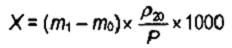 X = (m₁ – m₀) × ρ₂₀/P × 1000